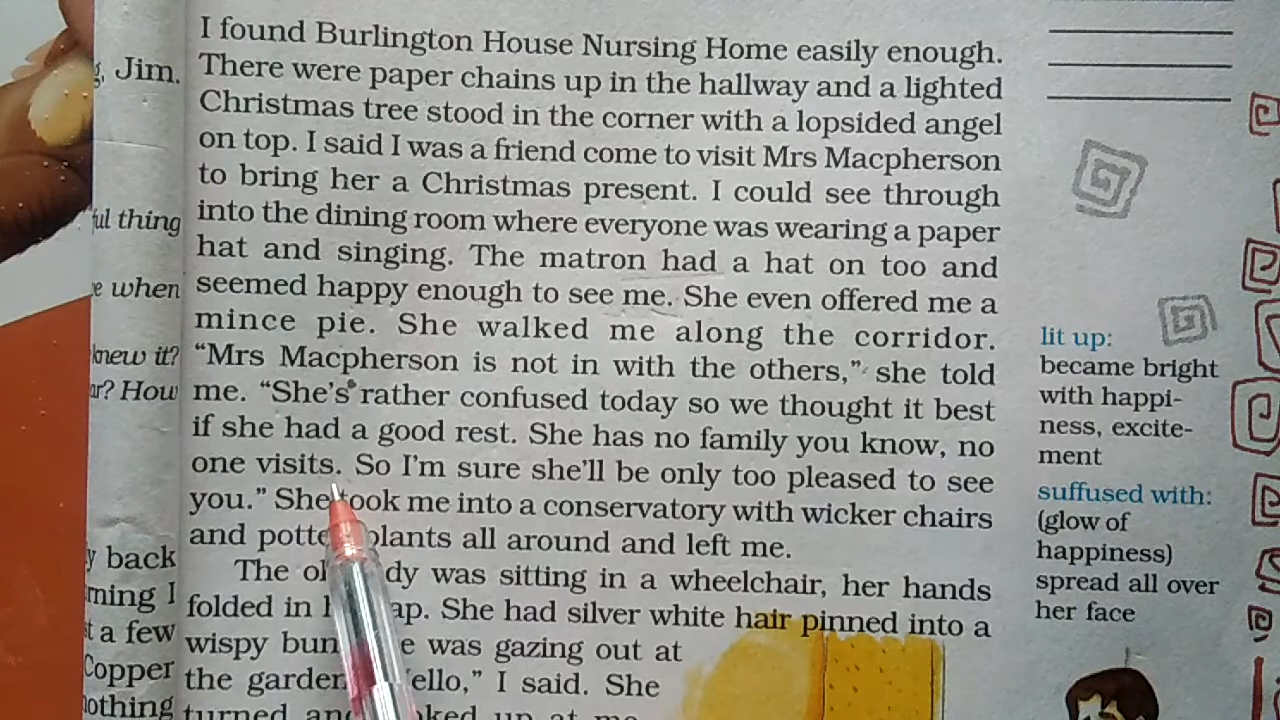 I found Burlington House Nursing Home easily enough.
There were paper chains up in the hallway and a lighted
Christmas tree stood in the corner with a lopsided angel
on top. I said I was a friend come to visit Mrs Macpherson
to bring her a Christmas present. I could see through
into the dining room where everyone was wearing a paper
hat and singing. The matron had a hat on too and
seemed happy enough to see me. She even offered me a
mince pie. She walked me along the corridor.
“Mrs Macpherson is not in with the others,” she told
me. “She’s rather confused today so we thought it best
if she had a good rest. She has no family you know, no
one visits. So I’m sure she’ll be only too pleased to see
you.” She took me into a conservatory with wicker chairs
and potted plants all around and left me.
The old lady was sitting in a wheelchair, her hands
folded in her lap. She had silver white hair pinned into a
wispy bun. She was gazing out at
the garden. “Hello,” I said. She
turned and looked up at me
lit up:
became bright
with happi-
ness, excite-
ment
suffused with:
(glow of
happiness)
spread all over
her face
Jim.
thing
when
knew it?
How
back
I
a few
Copper